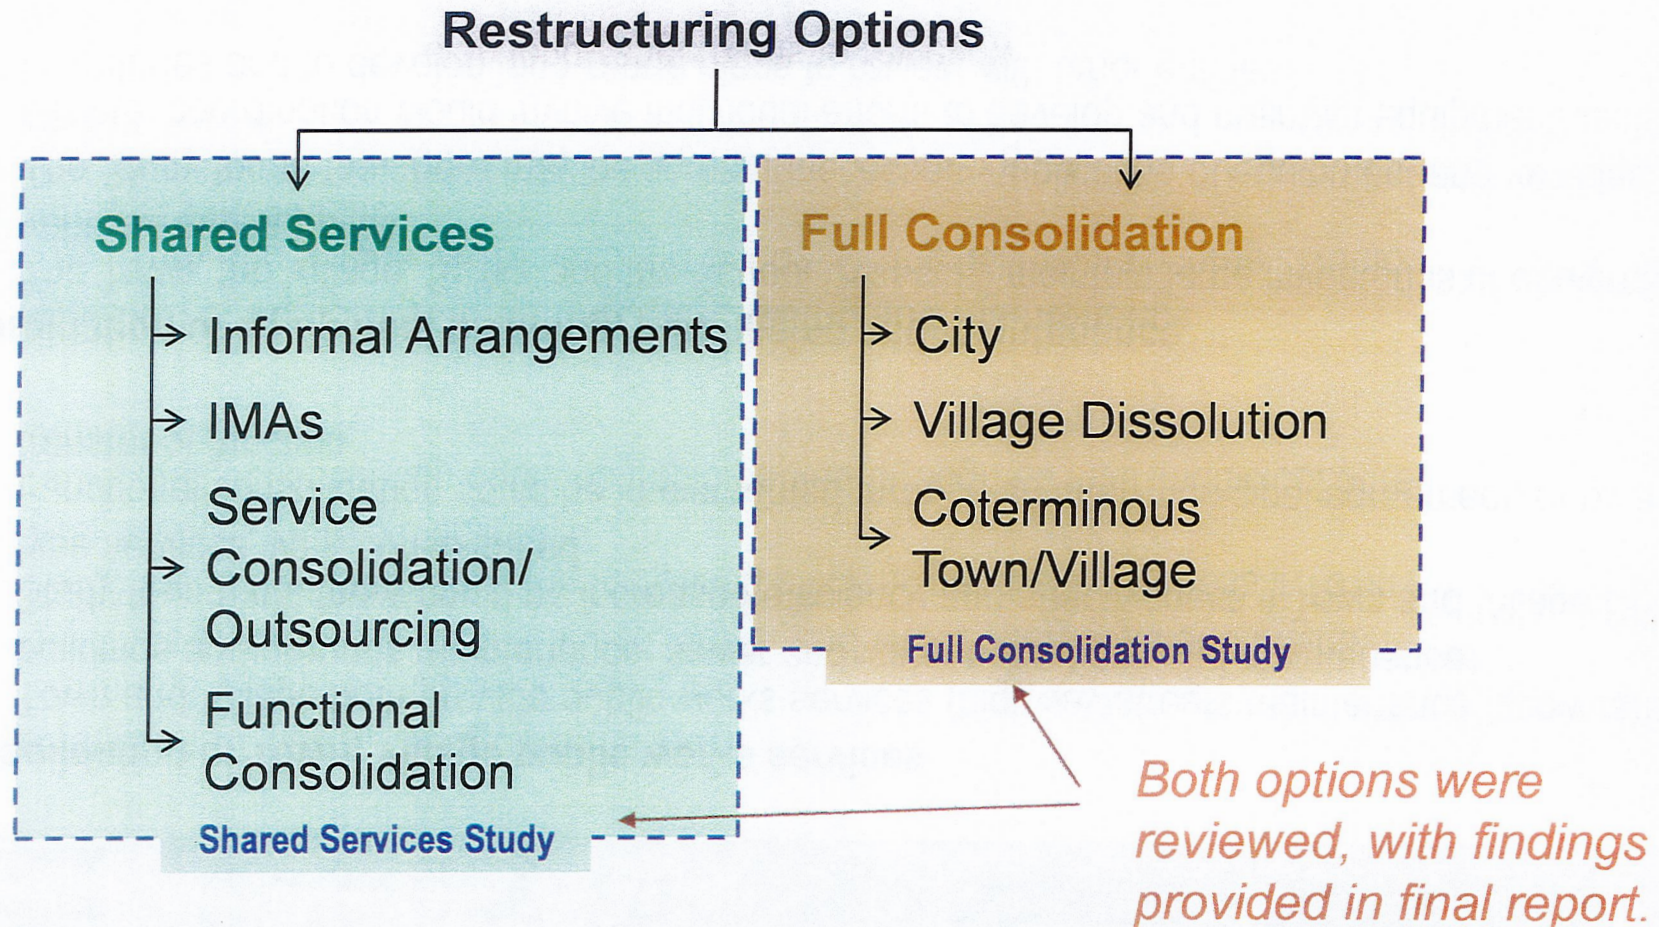 Restructuring Options
Shared Services
Informal Arrangements
IMAs
Service
Consolidation/
Outsourcing
Functional
Consolidation
Shared Services Study
Full Consolidation
City
Village Dissolution
Coterminous
Town/Village
Full Consolidation Study
Both options were
reviewed, with findings
provided in final report.